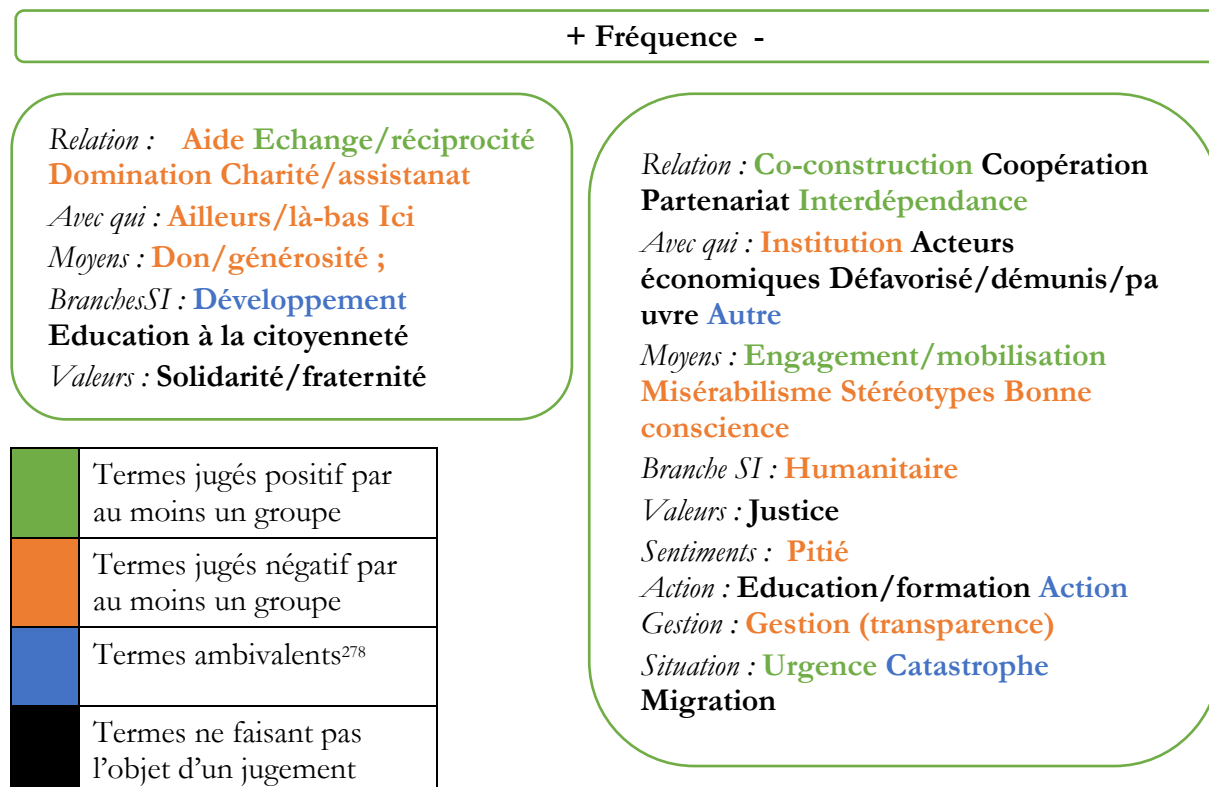 + Fréquence -
Relation : Aide Echange/réciprocité
Domination Charité/assistanat
Avec qui : Ailleurs/là-bas Ici
Moyens : Don/générosité ;
BranchesSI : Développement
Education à la citoyenneté
Valeurs : Solidarité/fraternité
Relation : Co-construction Coopération
Partenariat Interdépendance
Avec qui : Institution Acteurs
économiques Défavorisé/démunis/pa
uvre Autre
Moyens : Engagement/mobilisation
Misérabilisme Stéréotypes Bonne
conscience
Branche SI : Humanitaire
Valeurs : Justice
Sentiments : Pitié
Action : Education/formation Action
Gestion : Gestion (transparence)
Situation : Urgence Catastrophe
Migration
Termes jugés positif par
au moins un groupe
Termes jugés négatif par
au moins un groupe
Termes ambivalents²⁷⁸
Termes ne faisant pas
l’objet d’un jugement